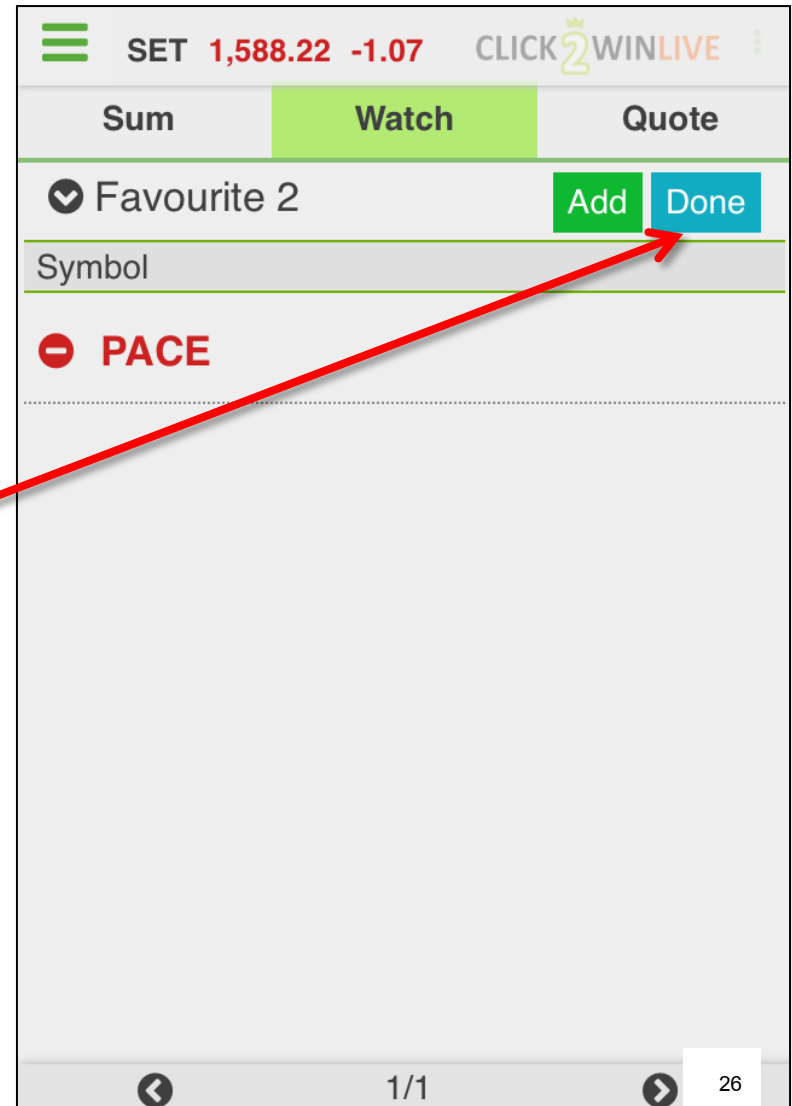 SET 1,588.22 -1.07 CLICK2WINLIVE
Sum Watch Quote
Favourite 2 Add Done
Symbol
PACE
1/1 26